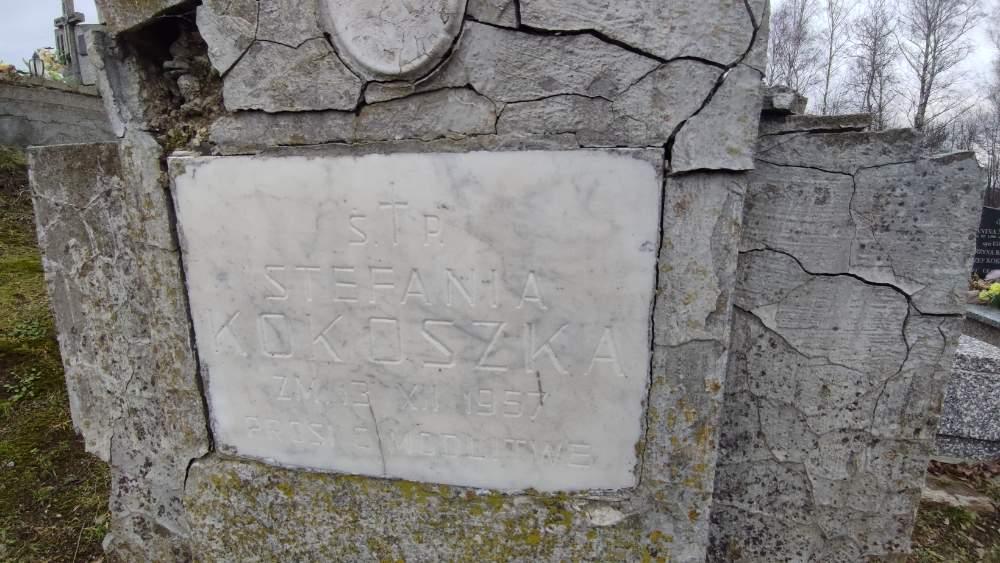 Ś.†P.
STEFANIA
KOKOSZKA
ZM. 13 XII 1957
PROSI O MODLITWĘ